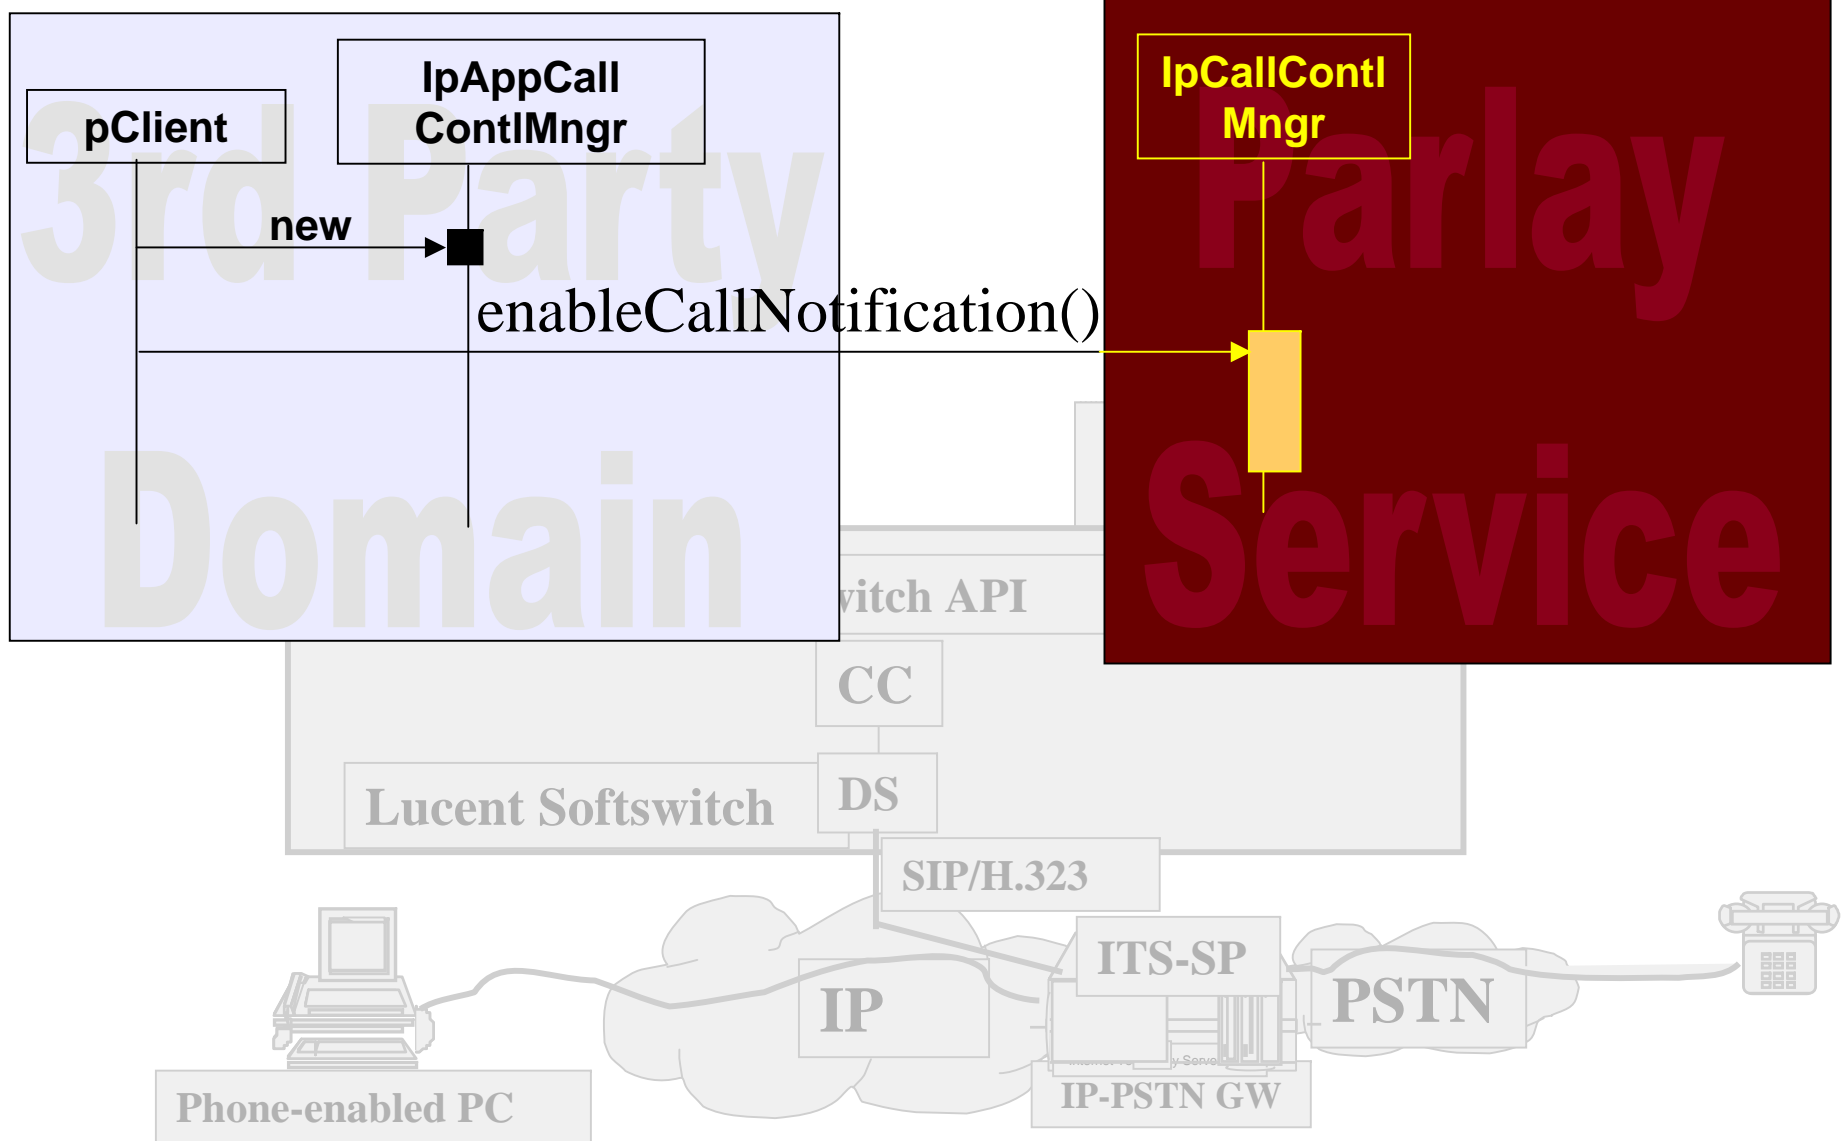 3rd Party
Domain
pClient
IpAppCall
ContlMngr
new
enableCallNotification()
Parlay
Service
IpCallContl
Mngr
witch API
CC
DS
Lucent Softswitch
SIP/H.323
ITS-SP
IP
PSTN
IP-PSTN GW
Phone-enabled PC